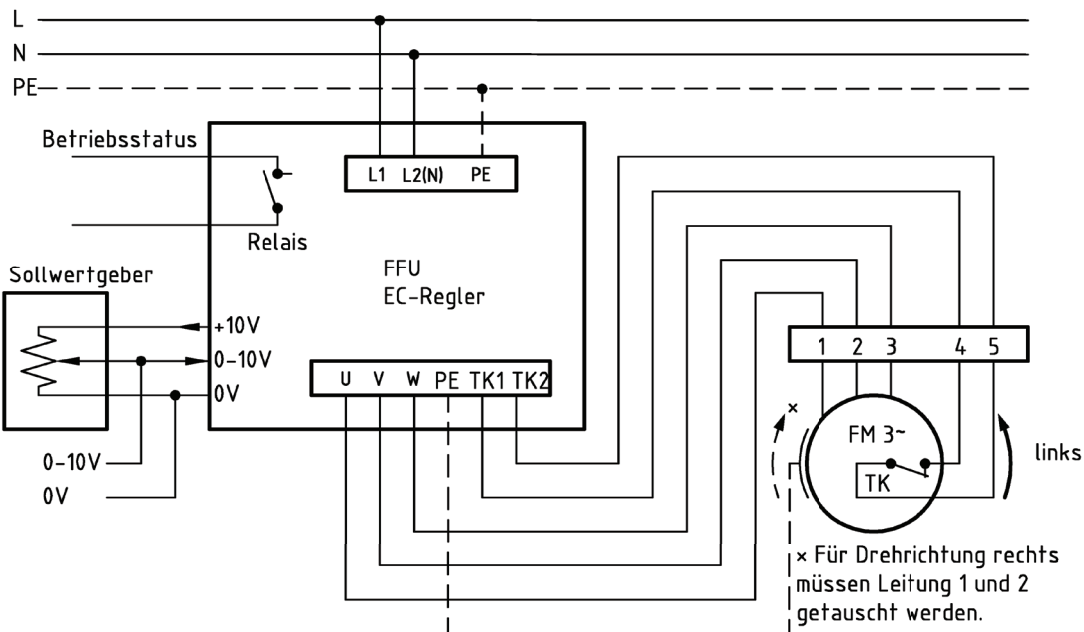 L
N
PE
Betriebsstatus
L1 L2(N) PE
Relais
FFU
EC-Regler
Sollwertgeber
+10V
0-10V
0V
U V W PE TK1 TK2
0-10V
0V
1 2 3 4 5
×
FM 3~
TK
links
× Für Drehrichtung rechts
müssen Leitung 1 und 2
getauscht werden.